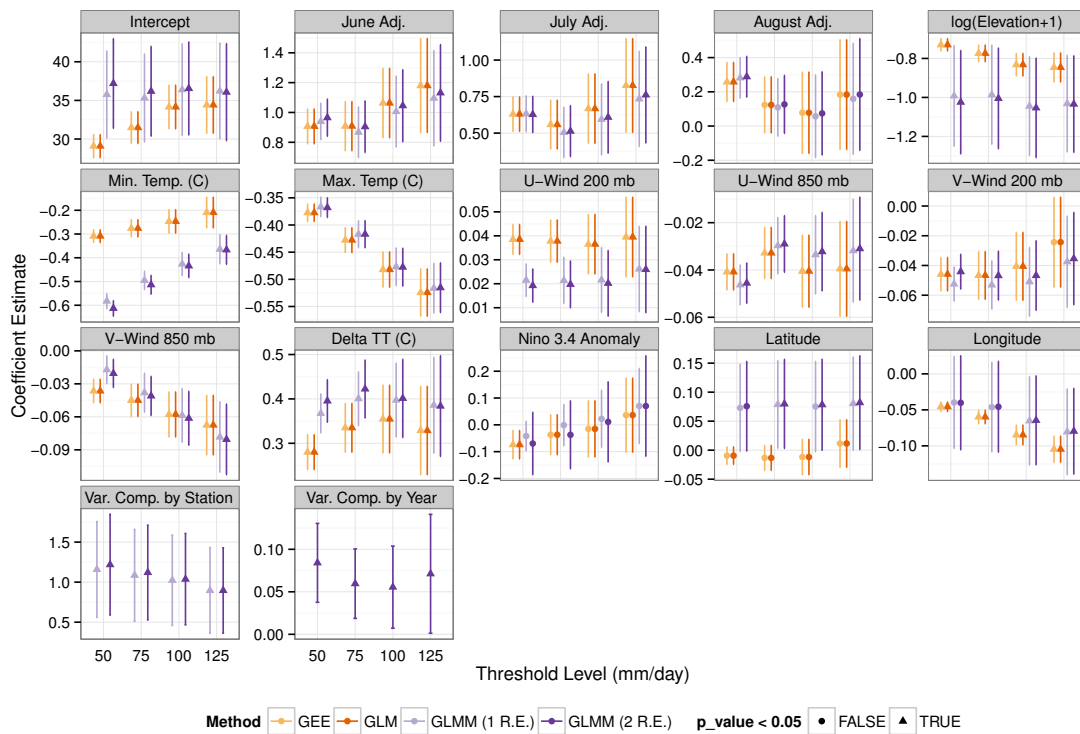 Intercept
June Adj.
July Adj.
August Adj.
log(Elevation+1)
40
35
30
1.4
1.2
1.0
0.8
1.00
0.75
0.50
0.4
0.2
0.0
−0.2
−0.8
−1.0
−1.2
Min. Temp. (C)
Max. Temp (C)
U−Wind 200 mb
U−Wind 850 mb
V−Wind 200 mb
−0.2
−0.3
−0.4
−0.5
−0.6
−0.35
−0.40
−0.45
−0.50
−0.55
0.05
0.04
0.03
0.02
0.01
−0.02
−0.04
−0.06
0.00
−0.02
−0.04
−0.06
V−Wind 850 mb
Delta TT (C)
Nino 3.4 Anomaly
Latitude
Longitude
0.00
−0.03
−0.06
−0.09
0.5
0.4
0.3
0.2
0.1
0.0
−0.1
−0.2
0.15
0.10
0.05
0.00
−0.05
0.00
−0.05
−0.10
Var. Comp. by Station
Var. Comp. by Year
1.5
1.0
0.5
0.10
0.05
0.00
50 75 100 125
50 75 100 125
Coefficient Estimate
Threshold Level (mm/day)
Method GEE GLM GLMM (1 R.E.) GLMM (2 R.E.) p_value < 0.05 FALSE TRUE